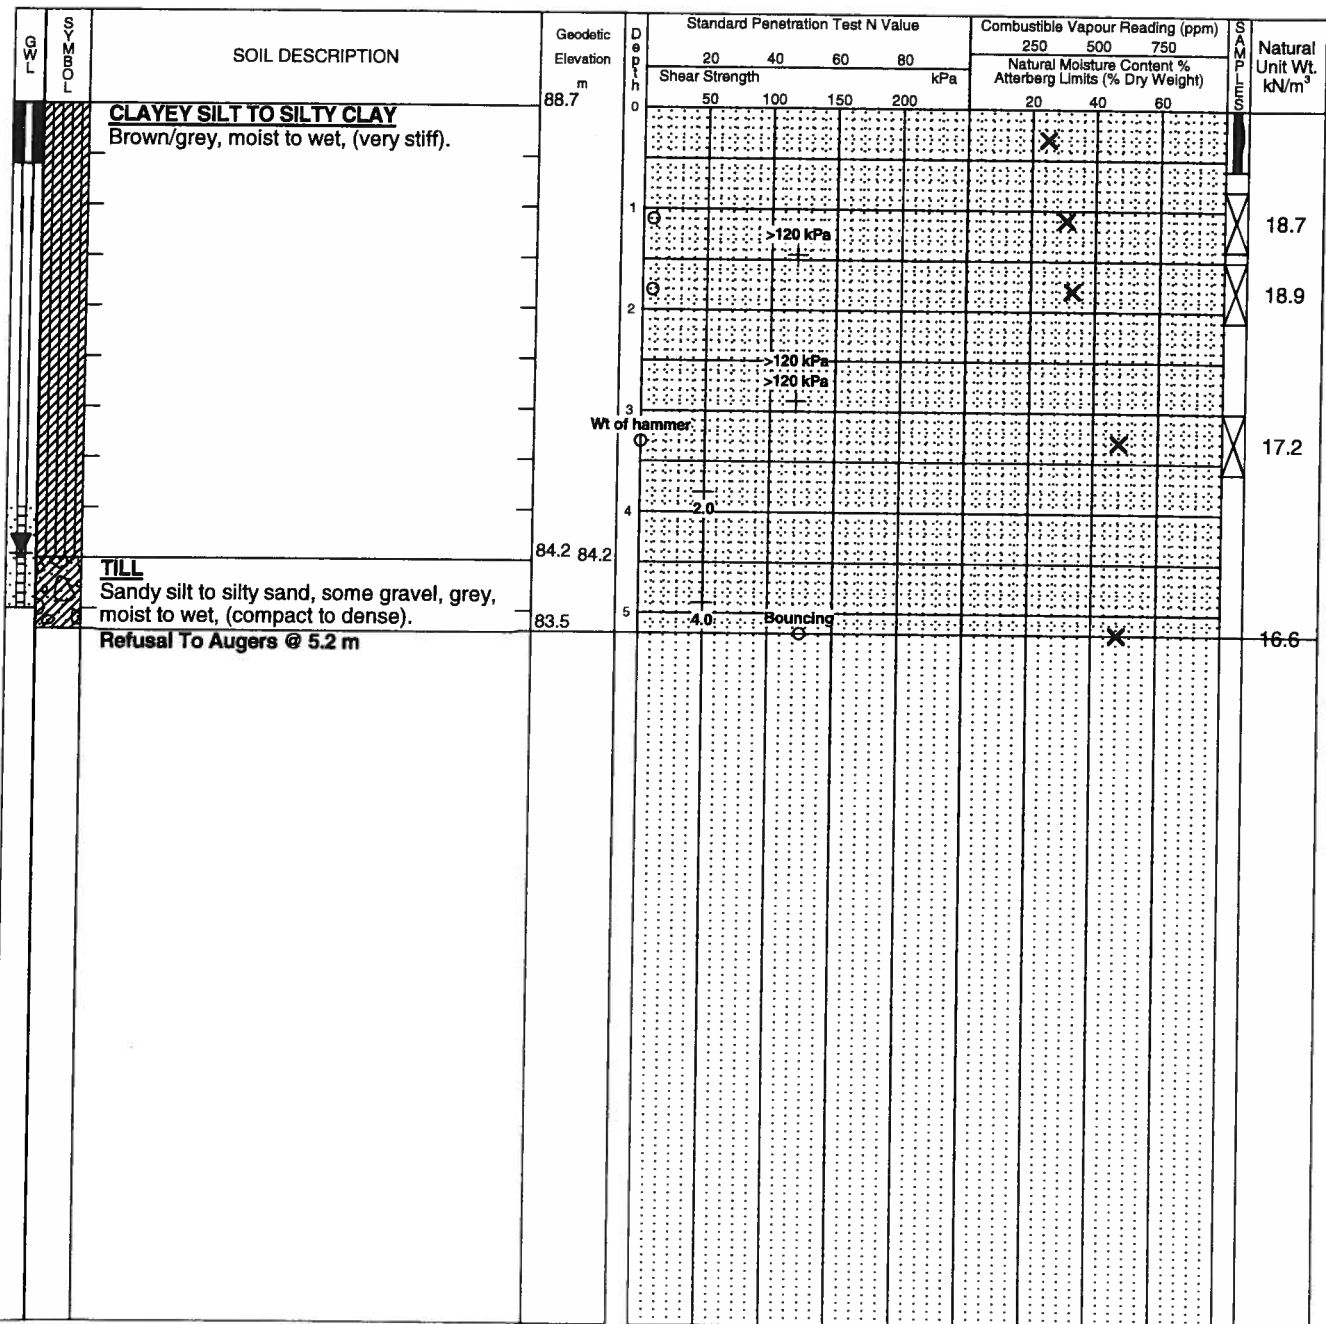 GWL
SYMBOL
SOIL DESCRIPTION
Geodetic
Elevation
m
Depth
Standard Penetration Test N Value
20 40 60 80
Shear Strength kPa
50 100 150 200
Combustible Vapour Reading (ppm)
250 500 750
Natural Moisture Content %
Atterberg Limits (% Dry Weight)
20 40 60
SAMPLES
Natural
Unit Wt.
kN/m³
88.7
0
CLAYEY SILT TO SILTY CLAY
Brown/grey, moist to wet, (very stiff).
1
18.7
>120 kPa
18.9
2
>120 kPa
>120 kPa
3
Wt of hammer
17.2
2.0
4
84.2 84.2
TILL
Sandy silt to silty sand, some gravel, grey,
moist to wet, (compact to dense).
83.5
5
4.0
Bouncing
16.6
Refusal To Augers @ 5.2 m